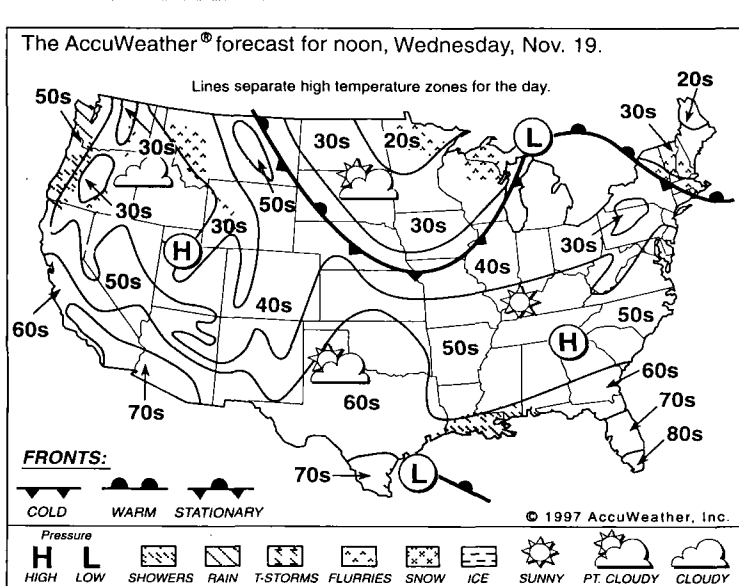 The AccuWeather® forecast for noon, Wednesday, Nov. 19.
Lines separate high temperature zones for the day.
20s
50s
30s
L
30s
30s
20s
30s
50s
30s
30s
30s
H
50s
40s
30s
40s
60s
50s
50s
H
60s
70s
60s
70s
80s
70s
L
FRONTS:
COLD WARM STATIONARY
© 1997 AccuWeather, Inc.
Pressure
H L
HIGH LOW SHOWERS RAIN T-STORMS FLURRIES SNOW ICE SUNNY PT. CLOUDY CLOUDY